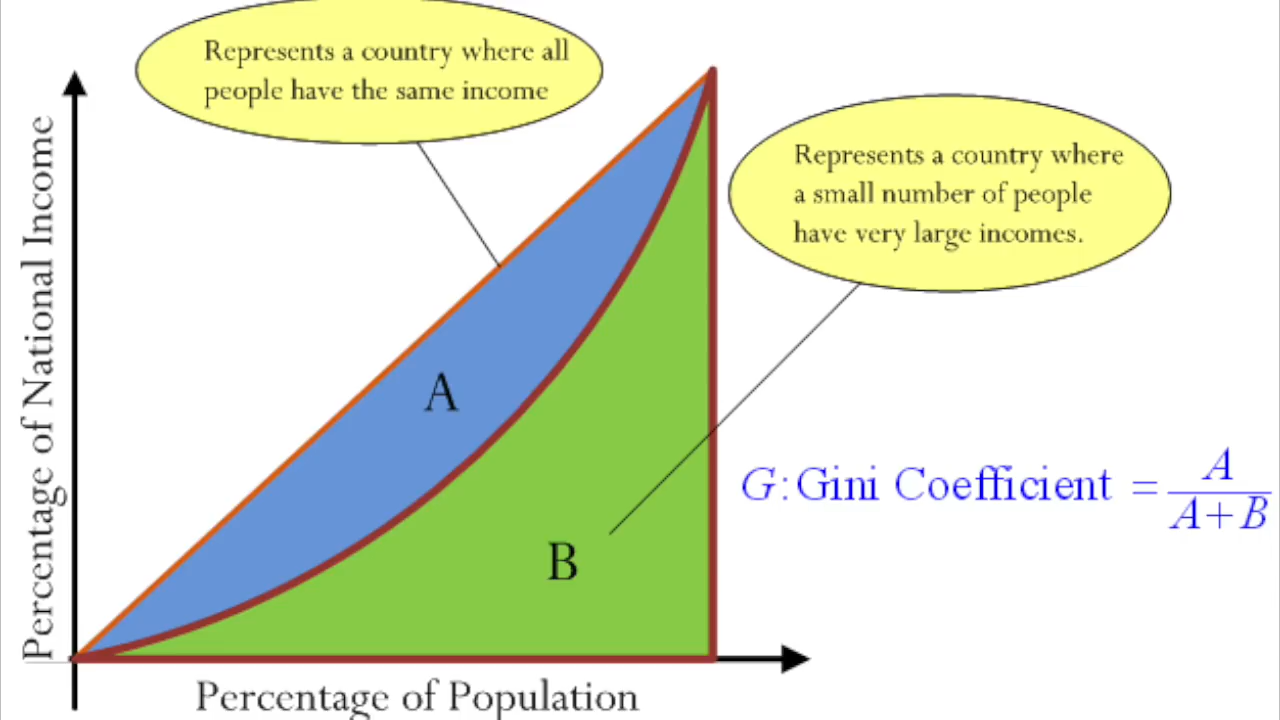 Represents a country where all
people have the same income
Represents a country where
a small number of people
have very large incomes.
Percentage of National Income
A
B
G:Gini Coefficient = A
A+B
Percentage of Population